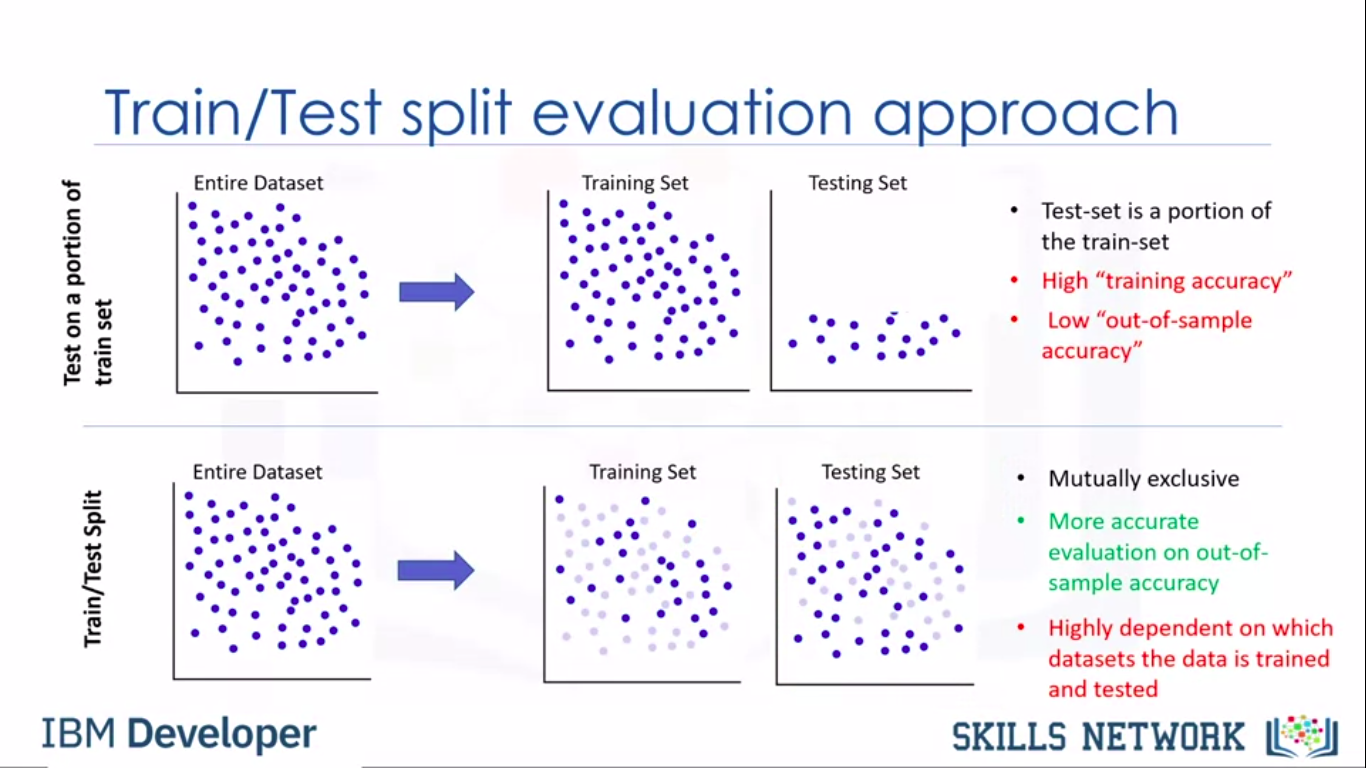 Train/Test split evaluation approach
Test on a portion of
train set
Entire Dataset
Training Set
Testing Set
• Test-set is a portion of
the train-set
• High “training accuracy”
• Low “out-of-sample
accuracy”
Train/Test Split
Entire Dataset
Training Set
Testing Set
• Mutually exclusive
• More accurate
evaluation on out-of-
sample accuracy
• Highly dependent on which
datasets the data is trained
and tested
IBM Developer
SKILLS NETWORK